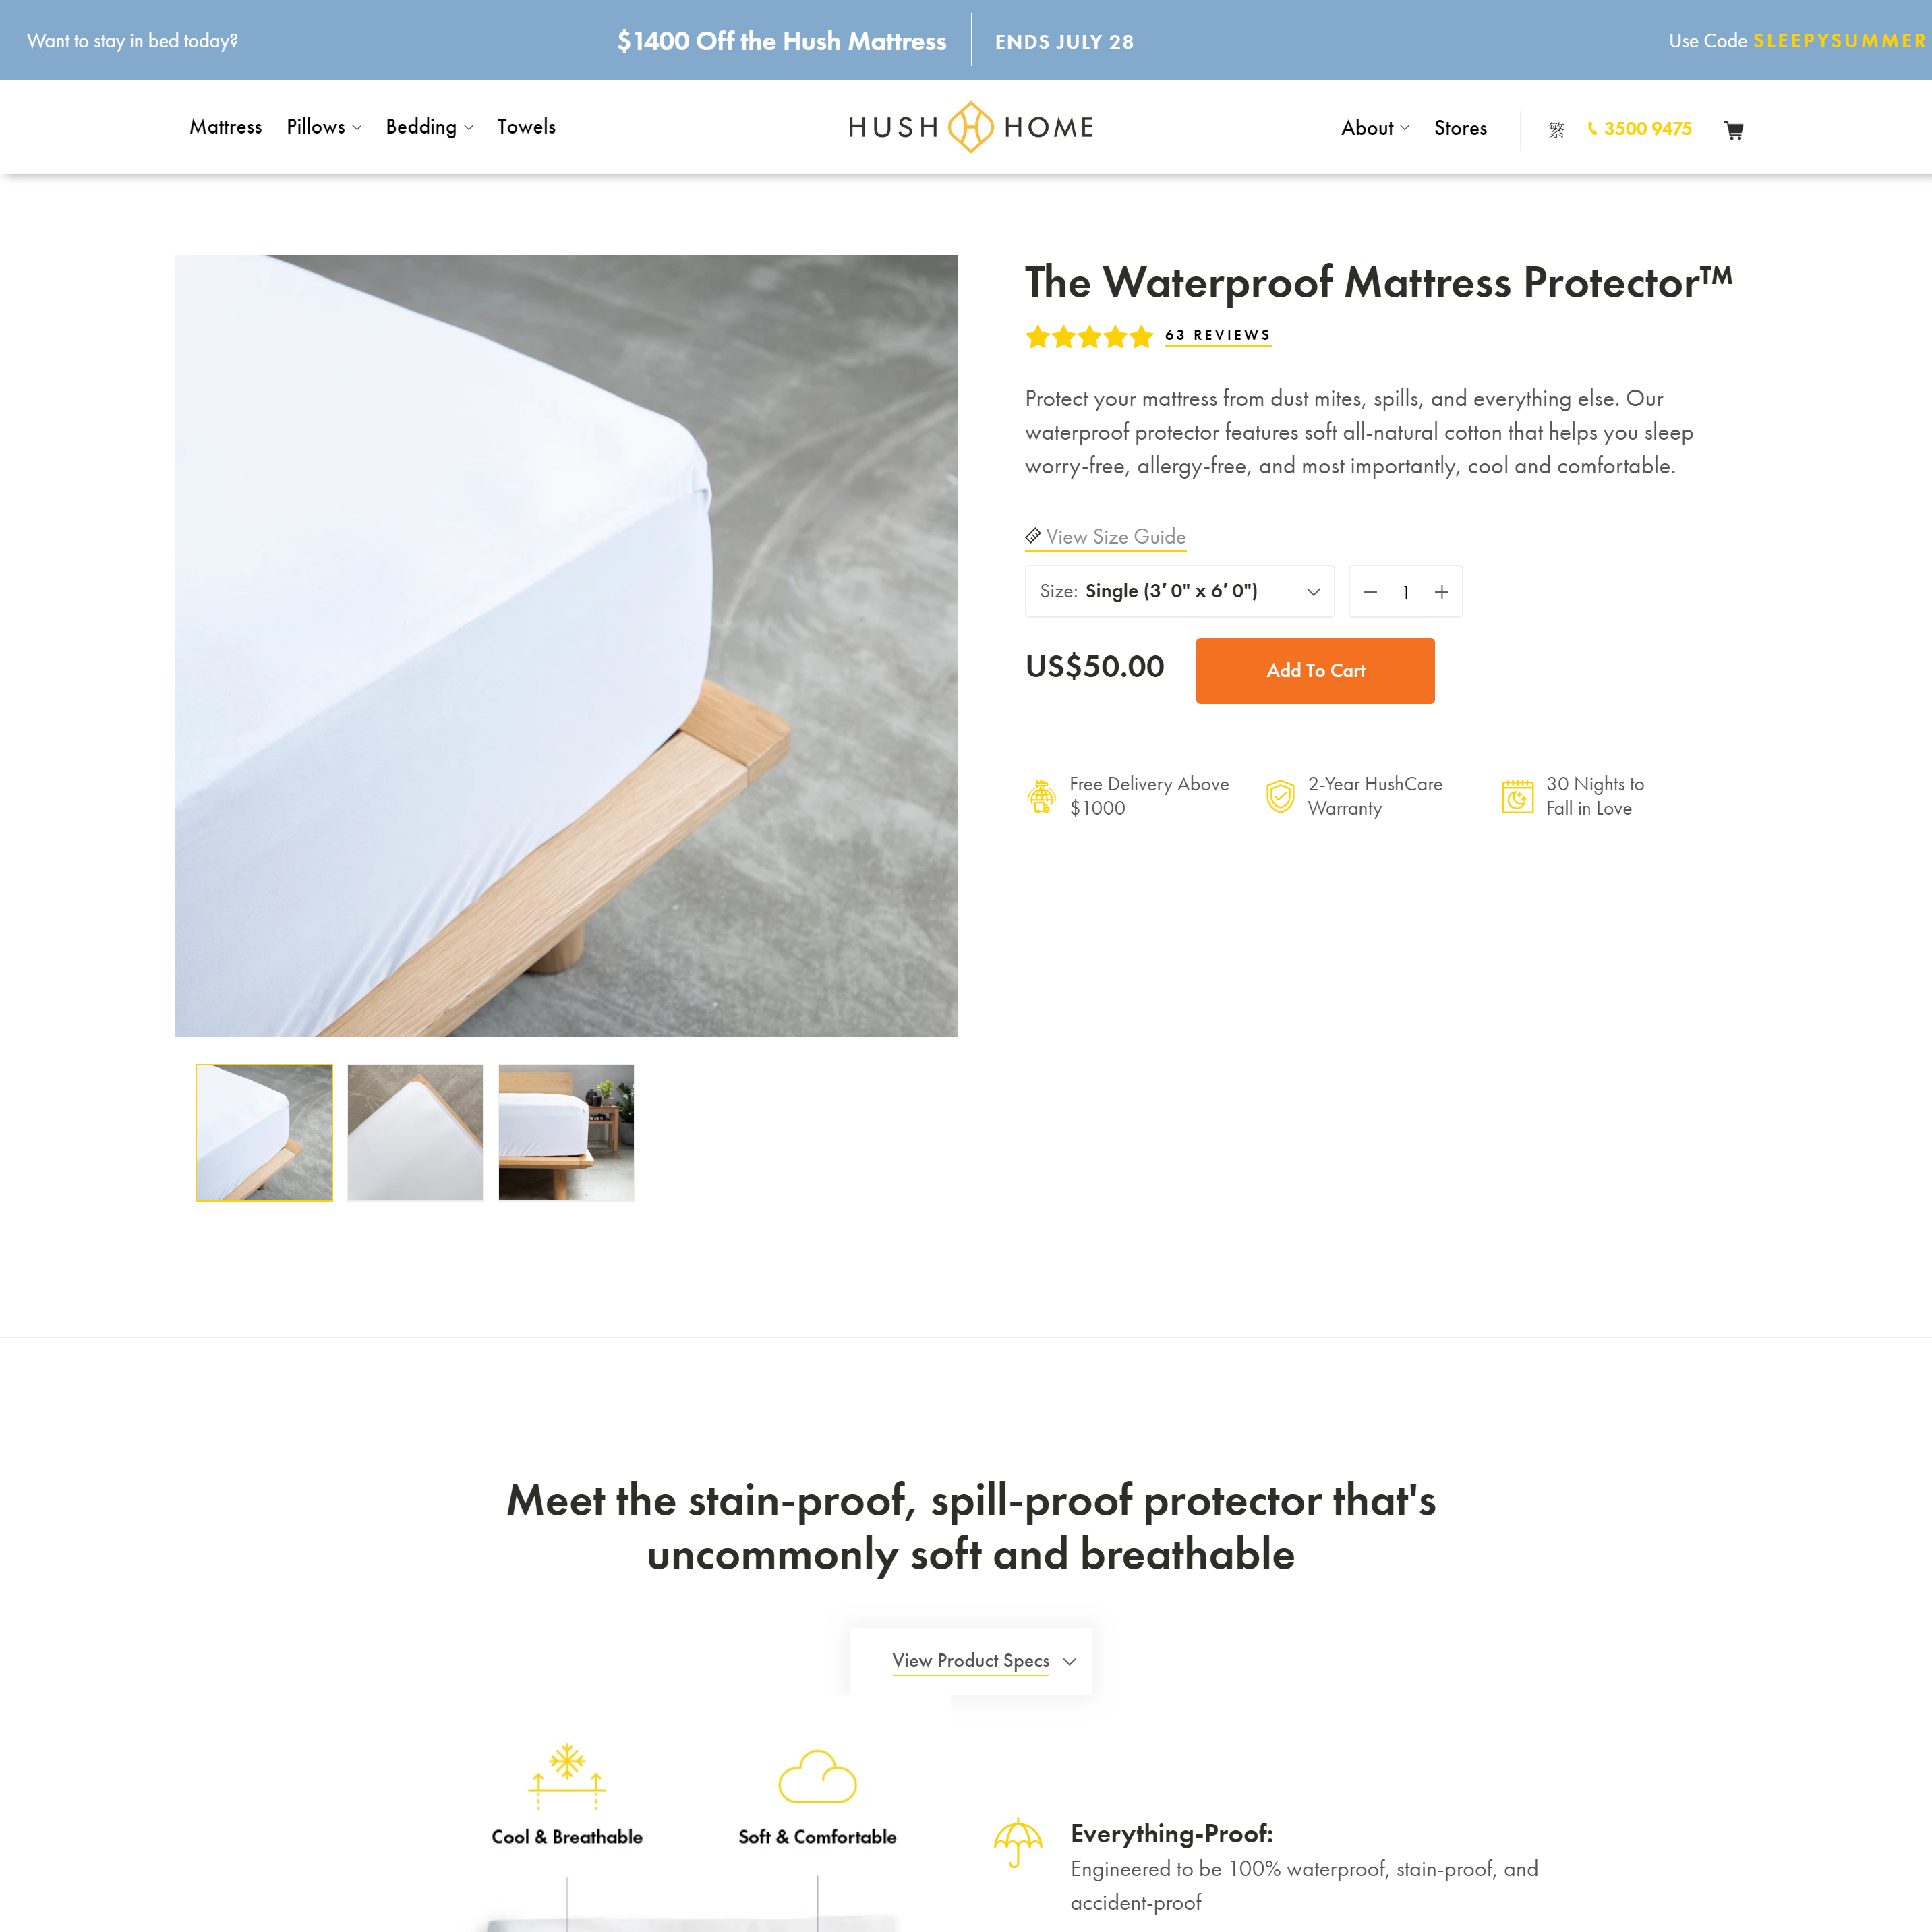 Want to stay in bed today?
$1400 Off the Hush Mattress
ENDS JULY 28
Use Code SLEEPYSUMMER
Mattress
Pillows
Bedding
Towels
HUSH HOME
About
Stores
繁
3500 9475
The Waterproof Mattress Protector™
63 REVIEWS
Protect your mattress from dust mites, spills, and everything else. Our
waterproof protector features soft all-natural cotton that helps you sleep
worry-free, allergy-free, and most importantly, cool and comfortable.
View Size Guide
Size: Single (3′ 0" x 6′ 0")
1
US$50.00
Add To Cart
Free Delivery Above
$1000
2-Year HushCare
Warranty
30 Nights to
Fall in Love
Meet the stain-proof, spill-proof protector that's
uncommonly soft and breathable
View Product Specs
Cool & Breathable
Soft & Comfortable
Everything-Proof:
Engineered to be 100% waterproof, stain-proof, and
accident-proof